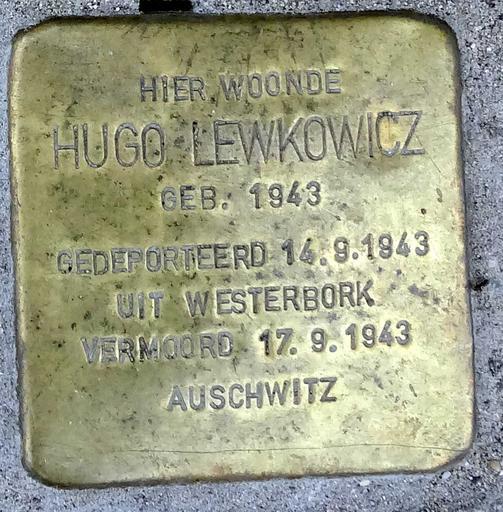 HIER WOONDE
HUGO LEWKOWICZ
GEB. 1943
GEDEPORTEERD 14.9.1943
UIT WESTERBORK
VERMOORD 17.9.1943
AUSCHWITZ